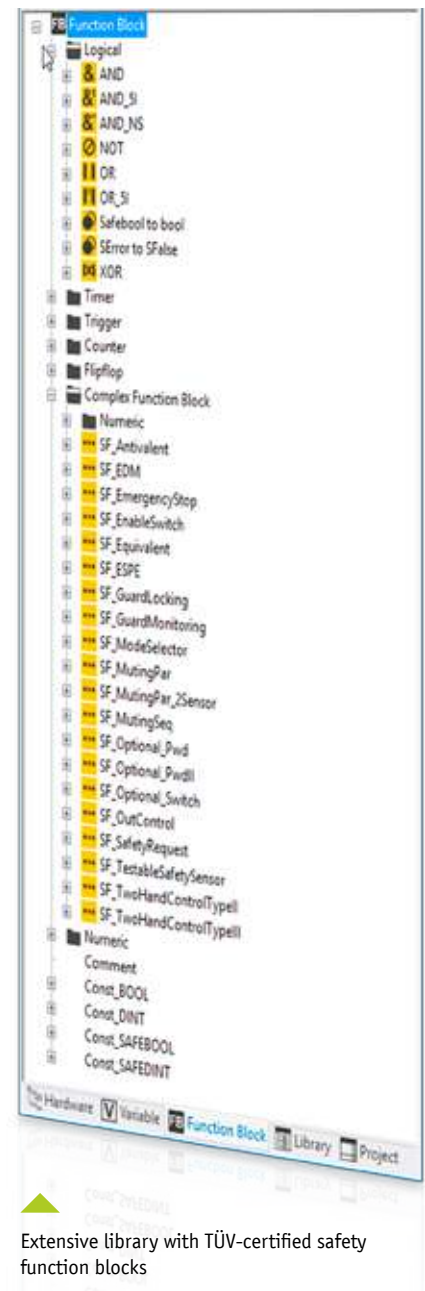 FB Function Block
Logical
& AND
& AND_SI
& AND_NS
NOT
OR
OR_SI
Safebool to bool
SError to SFalse
XOR
Timer
Trigger
Counter
Flipflop
Complex Function Block
Numeric
SF_Antivalent
SF_EDM
SF_EmergencyStop
SF_EnableSwitch
SF_Equivalent
SF_ESPE
SF_GuardLocking
SF_GuardMonitoring
SF_ModeSelector
SF_MutingPar
SF_MutingPar_2Sensor
SF_MutingSeq
SF_Optional_Pwd
SF_Optional_PwdII
SF_Optional_Switch
SF_OutControl
SF_SafetyRequest
SF_TestableSafetySensor
SF_TwoHandControlTypeII
SF_TwoHandControlTypeIII
Numeric
Comment
Const_BOOL
Const_DINT
Const_SAFEBOOL
Const_SAFEDINT
Hardware V Variable FB Function Block Library Project
Extensive library with TÜV-certified safety
function blocks